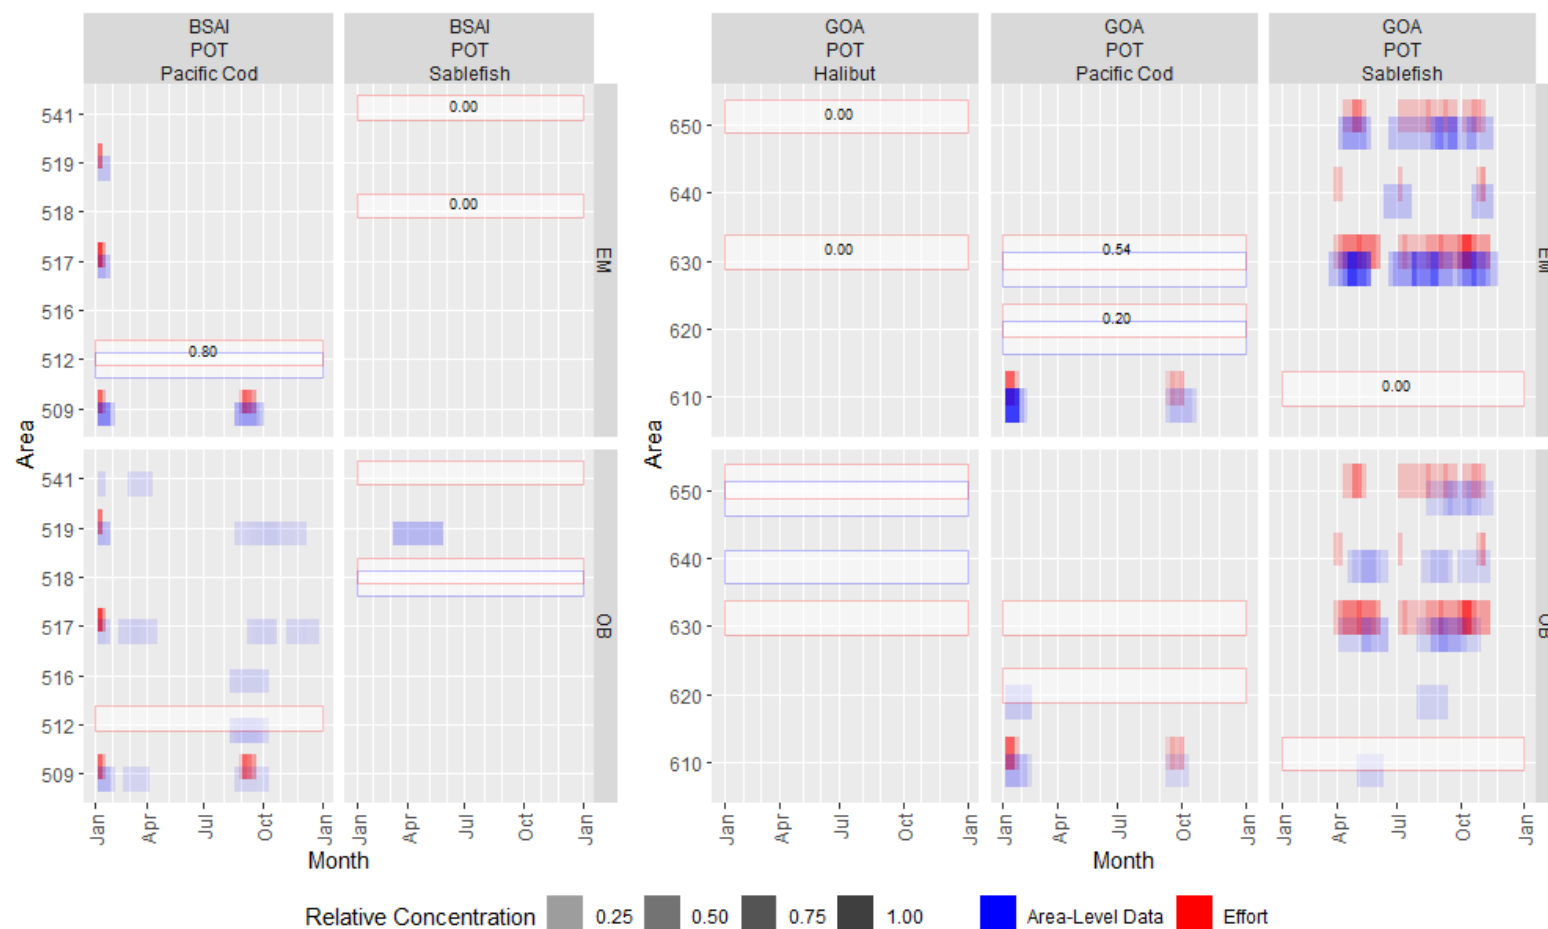 BSAI
POT
Pacific Cod
BSAI
POT
Sablefish
GOA
POT
Halibut
GOA
POT
Pacific Cod
GOA
POT
Sablefish
Area
541
519
518
517
516
512
509
0.80
0.00
0.00
EM
541
519
518
517
516
512
509
OB
Jan
Apr
Jul
Oct
Jan
Jan
Apr
Jul
Oct
Jan
Month
Area
650
640
630
620
610
0.00
0.00
0.54
0.20
0.00
EM
650
640
630
620
610
OB
Jan
Apr
Jul
Oct
Jan
Jan
Apr
Jul
Oct
Jan
Jan
Apr
Jul
Oct
Jan
Month
Relative Concentration 0.25 0.50 0.75 1.00 Area-Level Data Effort